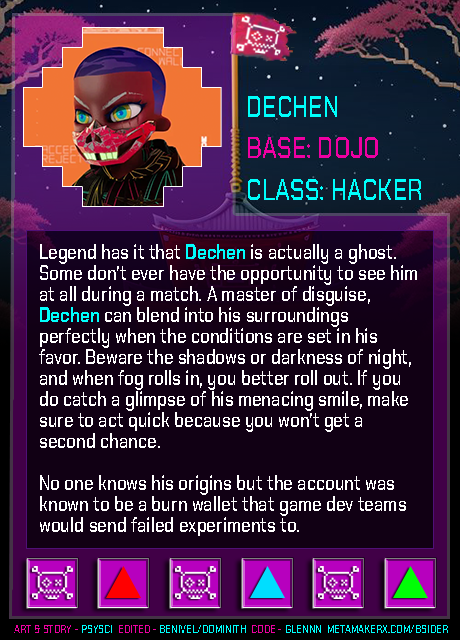 CONNECT
WALL
ACCEPT
REJECT
DECHEN
BASE: DOJO
CLASS: HACKER
Legend has it that Dechen is actually a ghost.
Some don't ever have the opportunity to see him
at all during a match. A master of disguise,
Dechen can blend into his surroundings
perfectly when the conditions are set in his
favor. Beware the shadows or darkness of night,
and when fog rolls in, you better roll out. If you
do catch a glimpse of his menacing smile, make
sure to act quick because you won't get a
second chance.
No one knows his origins but the account was
known to be a burn wallet that game dev teams
would send failed experiments to.
ART & STORY - PSYSCI EDITED - BENIVEL/DOMINITH CODE - GLENNN METAMAKERX.COM/BSIDER